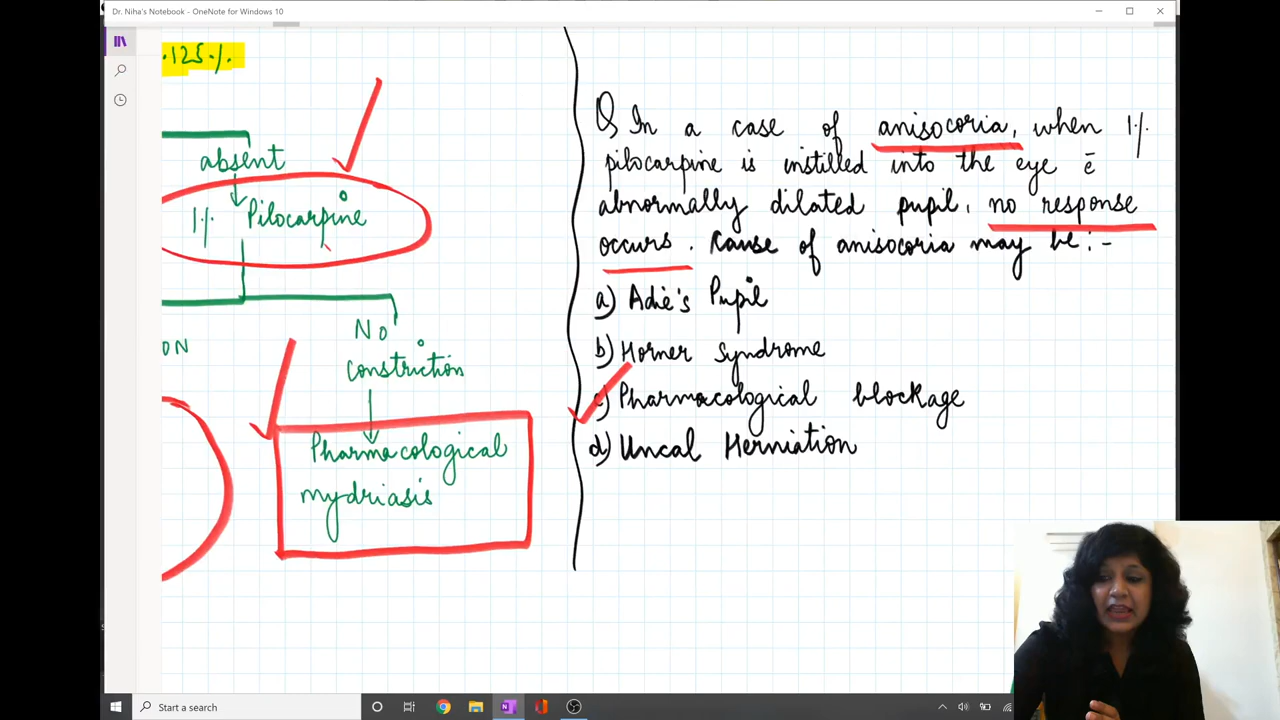 Dr. Niha's Notebook - OneNote for Windows 10
.125 %.
absent
1 %. Pilocarpine
ON
No
constriction
Pharmacological
mydriasis
Q In a case of anisocoria, when 1 %.
pilocarpine is instilled into the eye ē
abnormally dilated pupil, no response
occurs. Cause of anisocoria may be :-
a) Adie's Pupil
b) Horner Syndrome
c) Pharmacological blockage
d) Uncal Herniation
Start a search